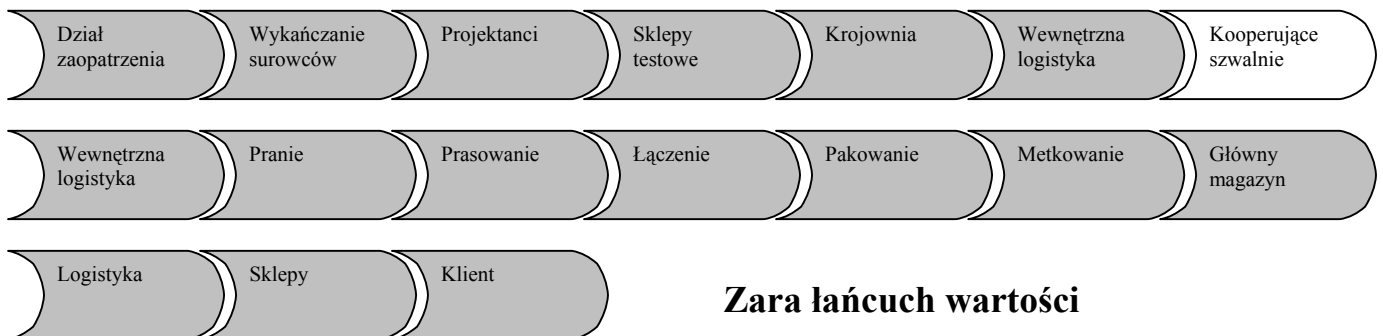 Dział
zaopatrzenia
Wykańczanie
surowców
Projektanci
Sklepy
testowe
Krojownia
Wewnętrzna
logistyka
Kooperujące
szwalnie
Wewnętrzna
logistyka
Pranie
Prasowanie
Łączenie
Pakowanie
Metkowanie
Główny
magazyn
Logistyka
Sklepy
Klient
Zara łańcuch wartości